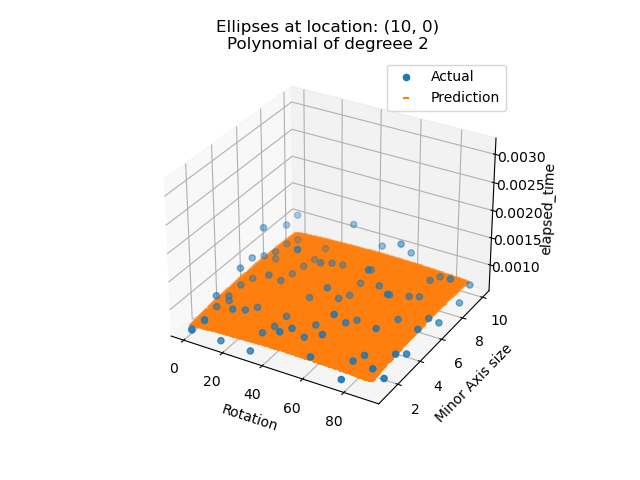 Ellipses at location: (10, 0)
Polynomial of degreee 2
Actual
Prediction
0.0030
0.0025
0.0020
0.0015
0.0010
elapsed_time
10
8
6
4
2
Minor Axis size
0
20
40
60
80
Rotation